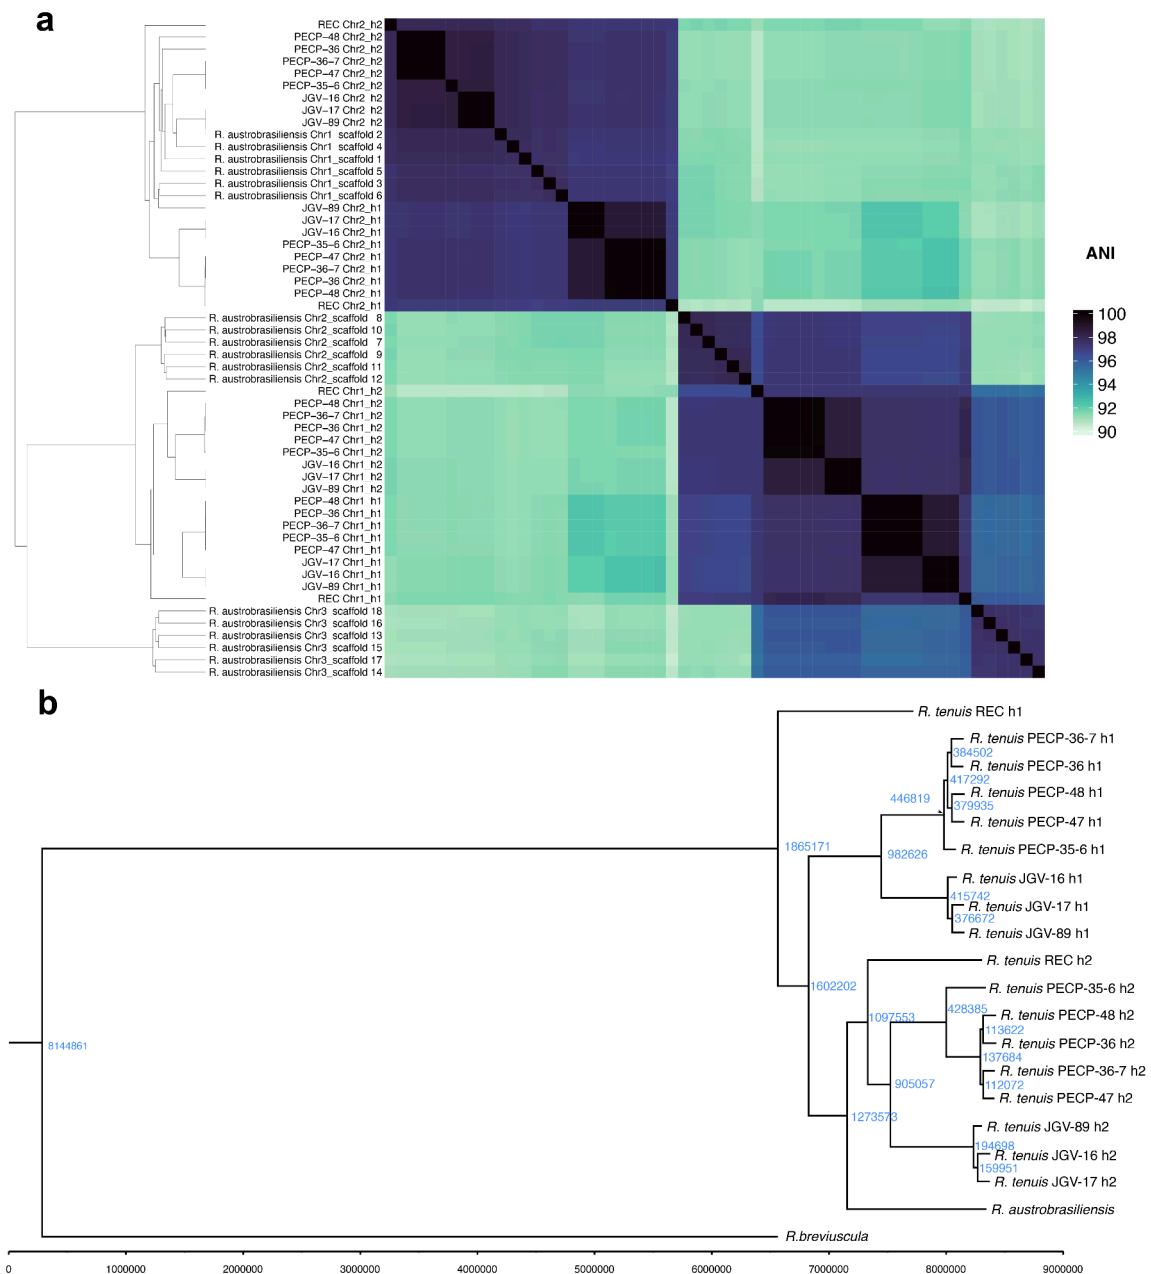 a
REC Chr2_h2
PECP−48 Chr2_h2
PECP−36 Chr2_h2
PECP−36−7 Chr2_h2
PECP−47 Chr2_h2
PECP−35−6 Chr2_h2
JGV−16 Chr2_h2
JGV−17 Chr2_h2
JGV−89 Chr2_h2
R. austrobrasiliensis Chr1_scaffold 2
R. austrobrasiliensis Chr1_scaffold 4
R. austrobrasiliensis Chr1_scaffold 1
R. austrobrasiliensis Chr1_scaffold 5
R. austrobrasiliensis Chr1_scaffold 3
R. austrobrasiliensis Chr1_scaffold 6
JGV−89 Chr2_h1
JGV−17 Chr2_h1
JGV−16 Chr2_h1
PECP−35−6 Chr2_h1
PECP−47 Chr2_h1
PECP−36−7 Chr2_h1
PECP−36 Chr2_h1
PECP−48 Chr2_h1
REC Chr2_h1
R. austrobrasiliensis Chr2_scaffold 8
R. austrobrasiliensis Chr2_scaffold 10
R. austrobrasiliensis Chr2_scaffold 7
R. austrobrasiliensis Chr2_scaffold 9
R. austrobrasiliensis Chr2_scaffold 11
R. austrobrasiliensis Chr2_scaffold 12
REC Chr1_h2
PECP−48 Chr1_h2
PECP−36−7 Chr1_h2
PECP−36 Chr1_h2
PECP−47 Chr1_h2
PECP−35−6 Chr1_h2
JGV−16 Chr1_h2
JGV−17 Chr1_h2
JGV−89 Chr1_h2
PECP−48 Chr1_h1
PECP−36 Chr1_h1
PECP−36−7 Chr1_h1
PECP−35−6 Chr1_h1
PECP−47 Chr1_h1
JGV−17 Chr1_h1
JGV−16 Chr1_h1
JGV−89 Chr1_h1
REC Chr1_h1
R. austrobrasiliensis Chr3_scaffold 18
R. austrobrasiliensis Chr3_scaffold 16
R. austrobrasiliensis Chr3_scaffold 13
R. austrobrasiliensis Chr3_scaffold 15
R. austrobrasiliensis Chr3_scaffold 17
R. austrobrasiliensis Chr3_scaffold 14
ANI
100
98
96
94
92
90
b
R. tenuis REC h1
R. tenuis PECP-36-7 h1
384502
R. tenuis PECP-36 h1
417292
R. tenuis PECP-48 h1
446819
379935
R. tenuis PECP-47 h1
1865171
R. tenuis PECP-35-6 h1
982626
R. tenuis JGV-16 h1
415742
R. tenuis JGV-17 h1
376672
R. tenuis JGV-89 h1
R. tenuis REC h2
1602202
R. tenuis PECP-35-6 h2
428385
R. tenuis PECP-48 h2
1097553
113622
R. tenuis PECP-36 h2
8144861
137684
R. tenuis PECP-36-7 h2
905057
112072
R. tenuis PECP-47 h2
1273573
R. tenuis JGV-89 h2
194698
R. tenuis JGV-16 h2
159951
R. tenuis JGV-17 h2
R. austrobrasiliensis
R.breviuscula
0 1000000 2000000 3000000 4000000 5000000 6000000 7000000 8000000 9000000